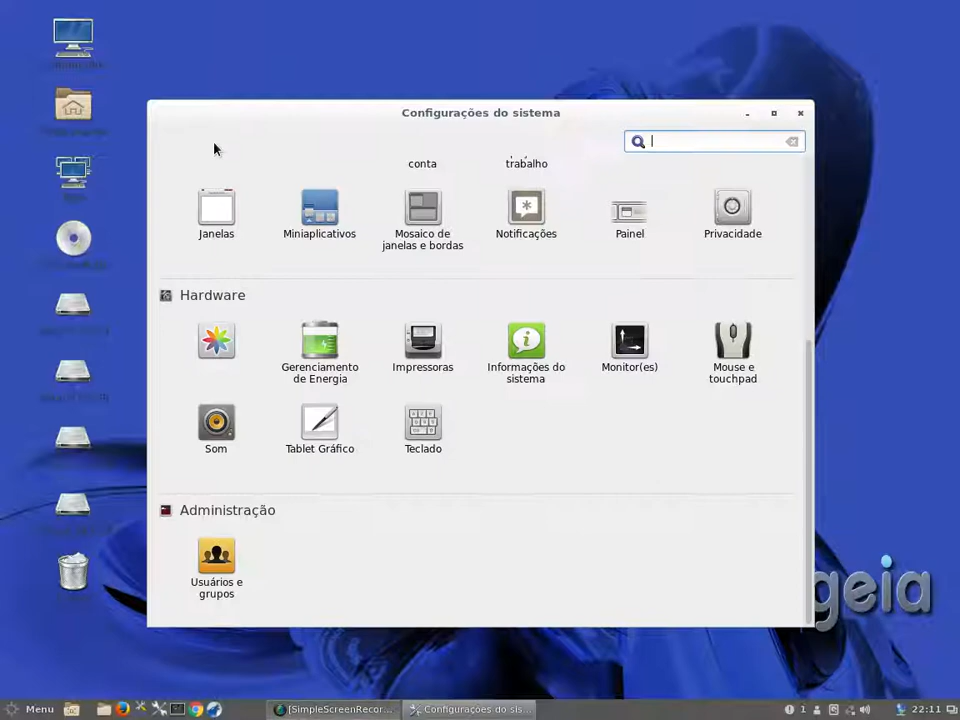 Configurações do sistema
conta
trabalho
Janelas
Miniaplicativos
Mosaico de
janelas e bordas
Notificações
Painel
Privacidade
Hardware
Gerenciamento
de Energia
Impressoras
Informações do
sistema
Monitor(es)
Mouse e
touchpad
Som
Tablet Gráfico
Teclado
Administração
Usuários e
grupos
geia
Menu
[SimpleScreenRecor...
Configurações do sis...
1
22:11